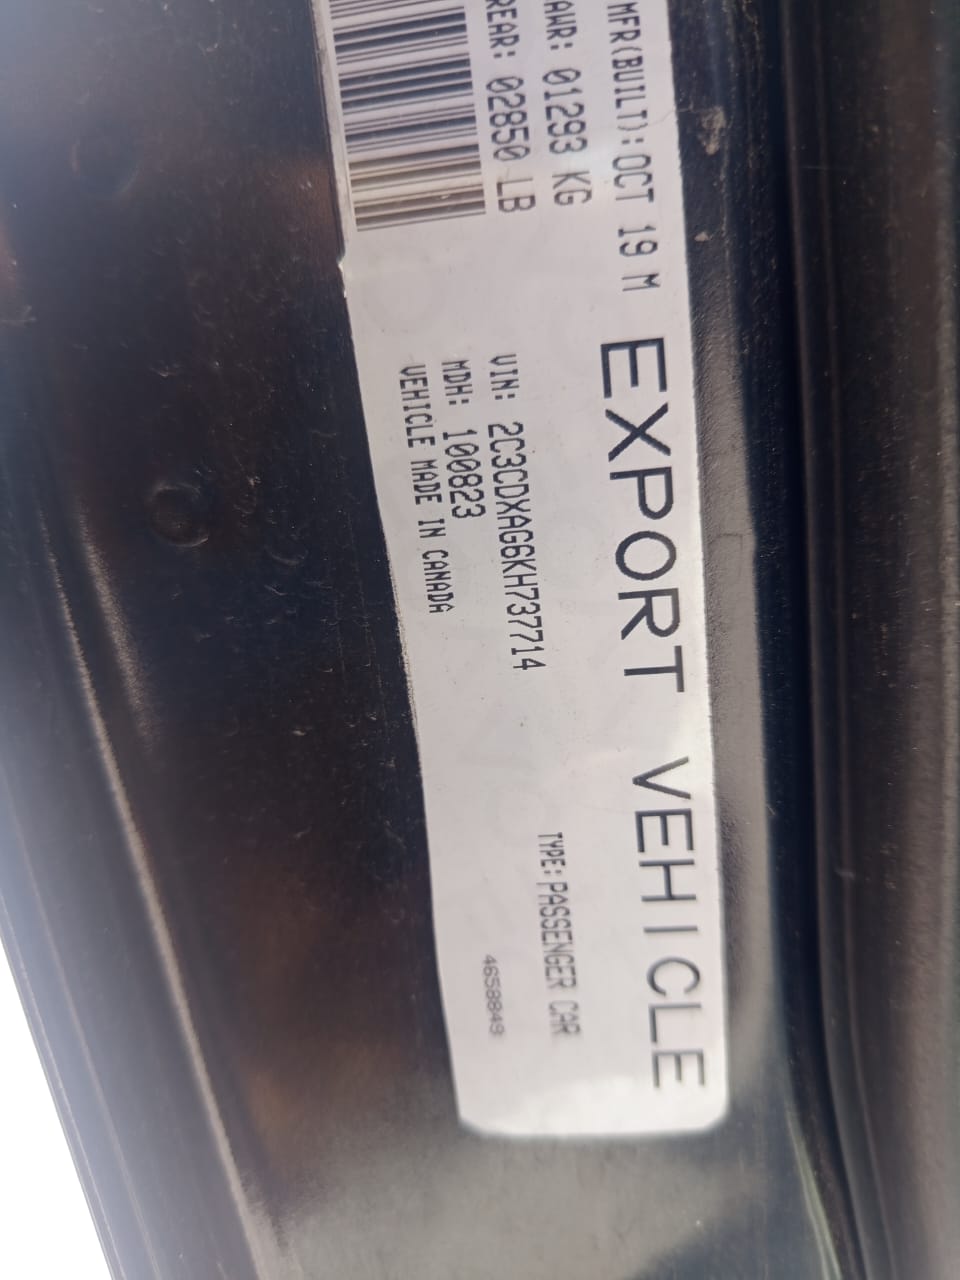 MFR(BUILT):OCT 19 M
AWR: 01293 KG
REAR: 02850 LB
EXPORT VEHICLE
VIN: 2C3CDXAG6KH737714
TYPE:PASSENGER CAR
MDH: 100823
4658849
VEHICLE MADE IN CANADA